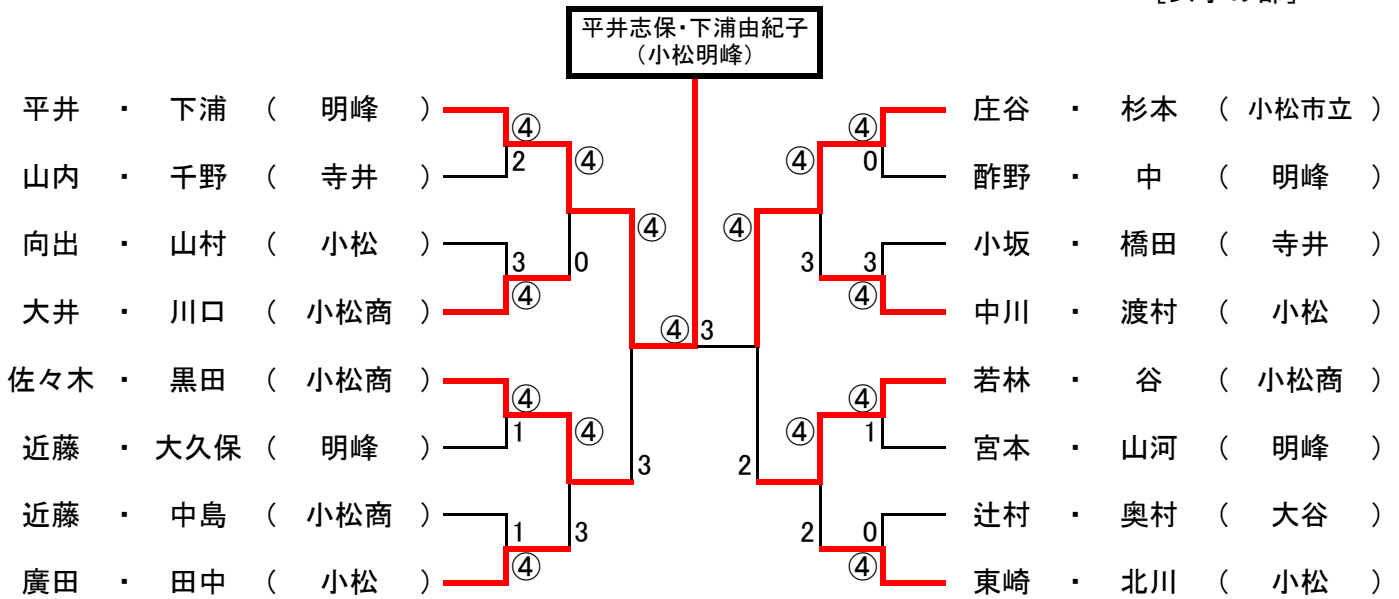 平井志保・下浦由紀子
（小松明峰）
平井 ・ 下浦 （ 明峰 ）
④
2
山内 ・ 千野 （ 寺井 ）
④
向出 ・ 山村 （ 小松 ）
3
0
④
大井 ・ 川口 （ 小松商 ）
④
佐々木 ・ 黒田 （ 小松商 ）
④
1
近藤 ・ 大久保 （ 明峰 ）
④
3
近藤 ・ 中島 （ 小松商 ）
1
3
④
廣田 ・ 田中 （ 小松 ）
④ 3
庄谷 ・ 杉本 （ 小松市立 ）
④
0
酢野 ・ 中 （ 明峰 ）
④
④
小坂 ・ 橋田 （ 寺井 ）
3
3
④
中川 ・ 渡村 （ 小松 ）
若林 ・ 谷 （ 小松商 ）
④
1
宮本 ・ 山河 （ 明峰 ）
④
2
辻村 ・ 奥村 （ 大谷 ）
2
0
④
東崎 ・ 北川 （ 小松 ）